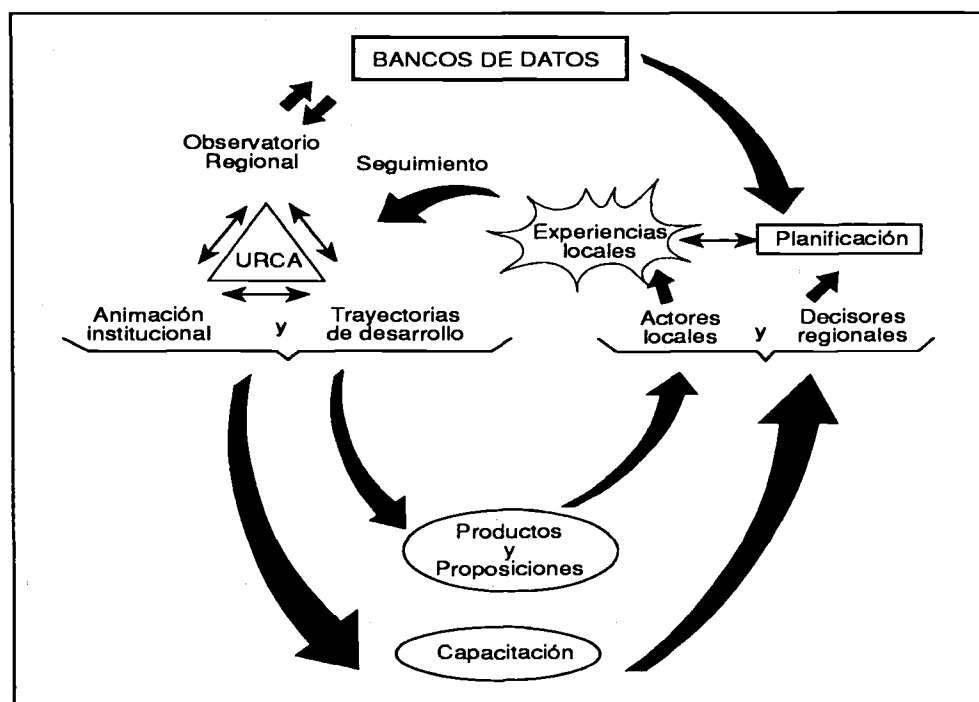 BANCOS DE DATOS
Observatorio
Regional
Seguimiento
URCA
Experiencias
locales
Planificación
Animación
institucional
y
Trayectorias
de desarrollo
Actores
locales
y
Decisores
regionales
Productos
y
Proposiciones
Capacitación